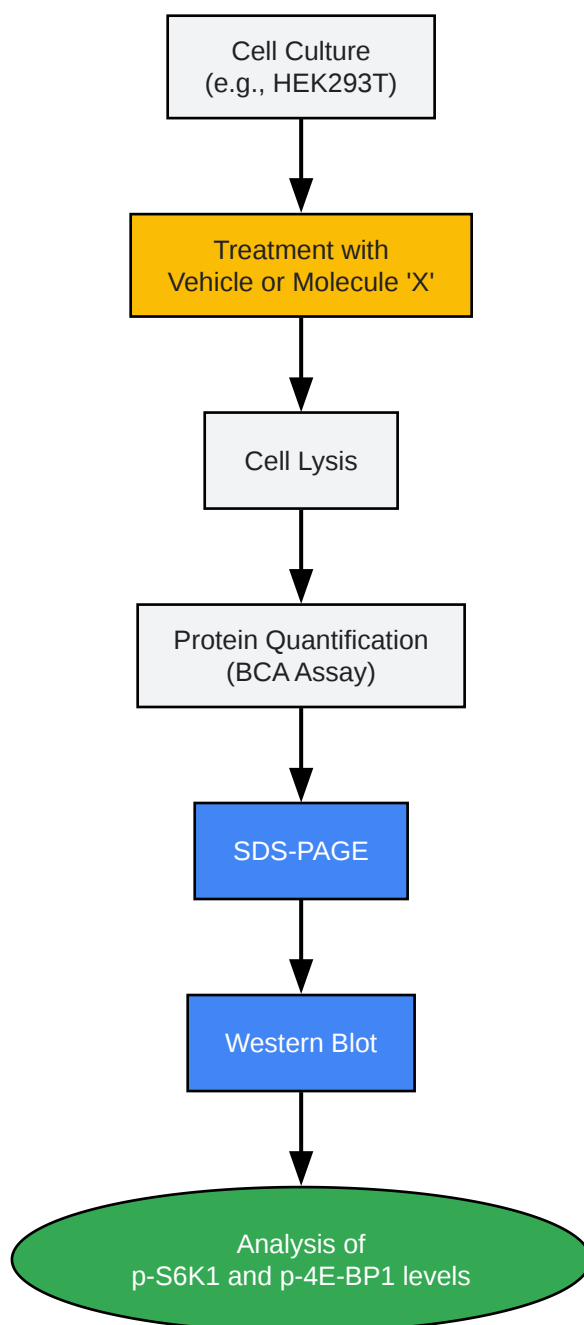 Cell Culture
(e.g., HEK293T)
Treatment with
Vehicle or Molecule 'X'
Cell Lysis
Protein Quantification
(BCA Assay)
SDS-PAGE
Western Blot
Analysis of
p-S6K1 and p-4E-BP1 levels